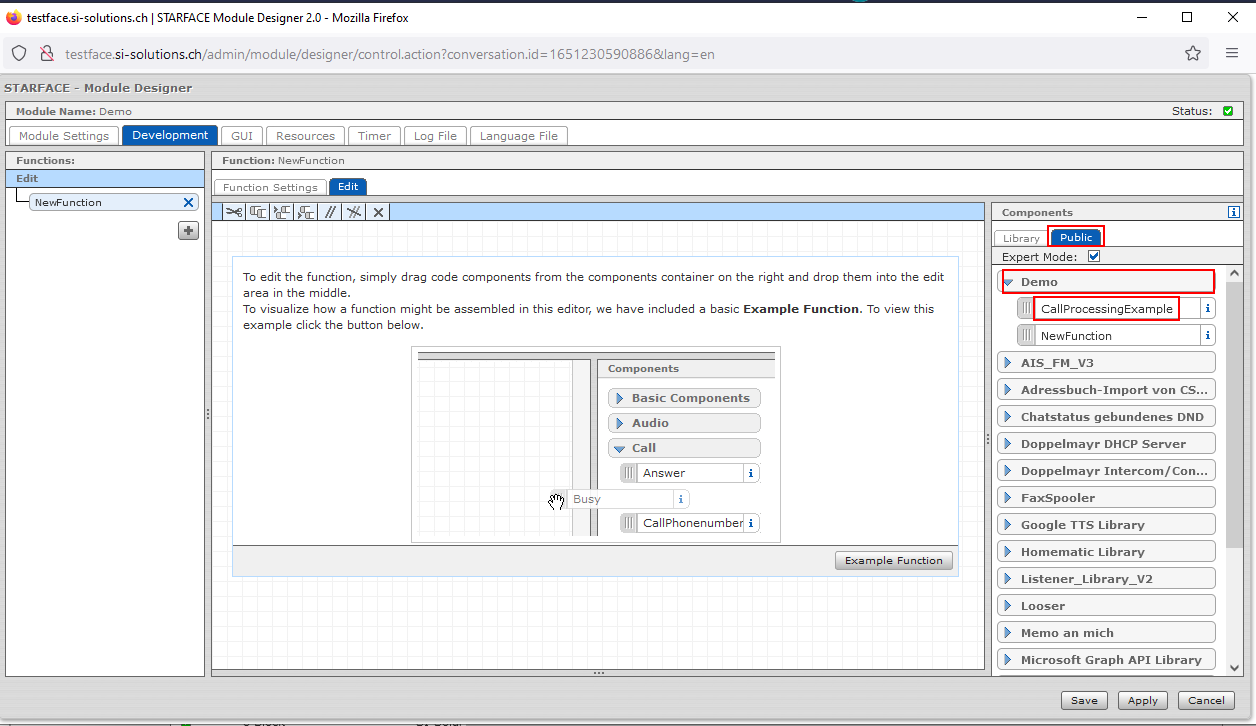 testface.si-solutions.ch | STARFACE Module Designer 2.0 - Mozilla Firefox
testface.si-solutions.ch/admin/module/designer/control.action?conversation.id=1651230590886&lang=en
STARFACE - Module Designer
Module Name: Demo
Status:
Module Settings
Development
GUI
Resources
Timer
Log File
Language File
Functions:
Edit
NewFunction
Function: NewFunction
Function Settings
Edit
To edit the function, simply drag code components from the components container on the right and drop them into the edit
area in the middle.
To visualize how a function might be assembled in this editor, we have included a basic Example Function. To view this
example click the button below.
Components
Basic Components
Audio
Call
Answer
Busy
CallPhonenumber
Example Function
Components
Library
Public
Expert Mode:
Demo
CallProcessingExample
NewFunction
AIS_FM_V3
Adressbuch-Import von CS...
Chatstatus gebundenes DND
Doppelmayr DHCP Server
Doppelmayr Intercom/Con...
FaxSpooler
Google TTS Library
Homematic Library
Listener_Library_V2
Looser
Memo an mich
Microsoft Graph API Library
Save
Apply
Cancel